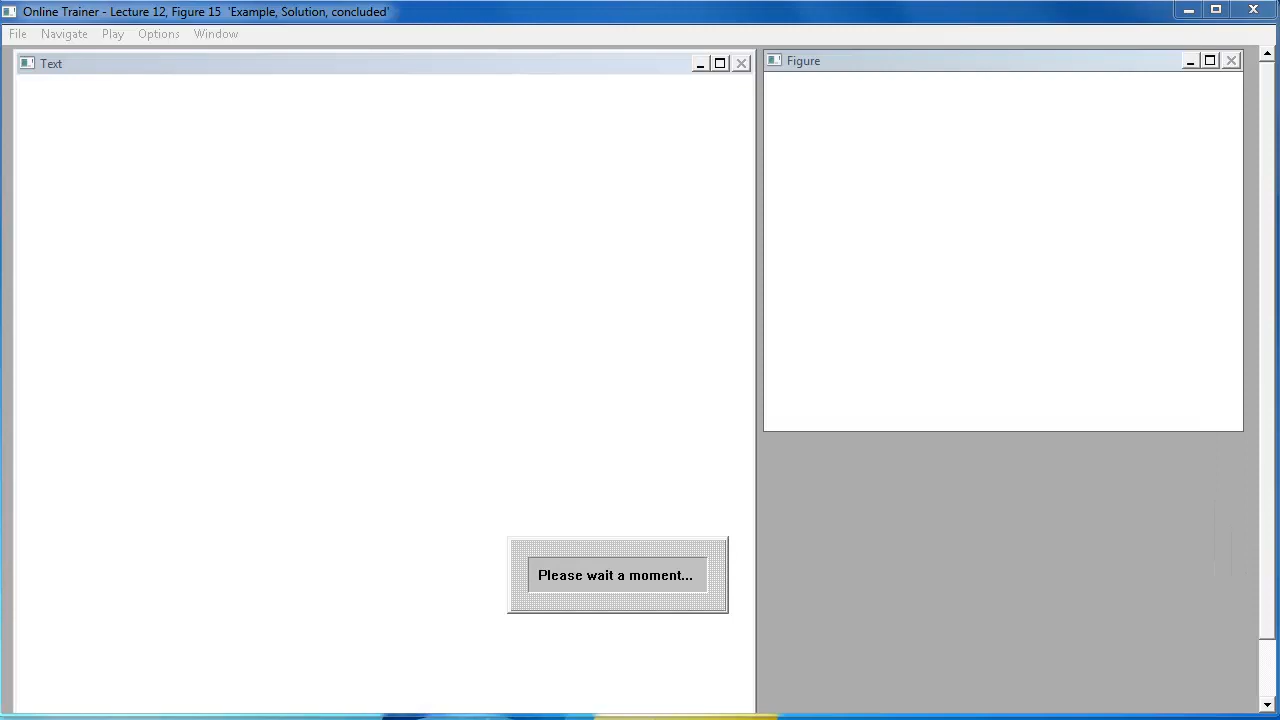 Online Trainer - Lecture 12, Figure 15  'Example, Solution, concluded'
File Navigate Play Options Window
Text
Figure
Please wait a moment...